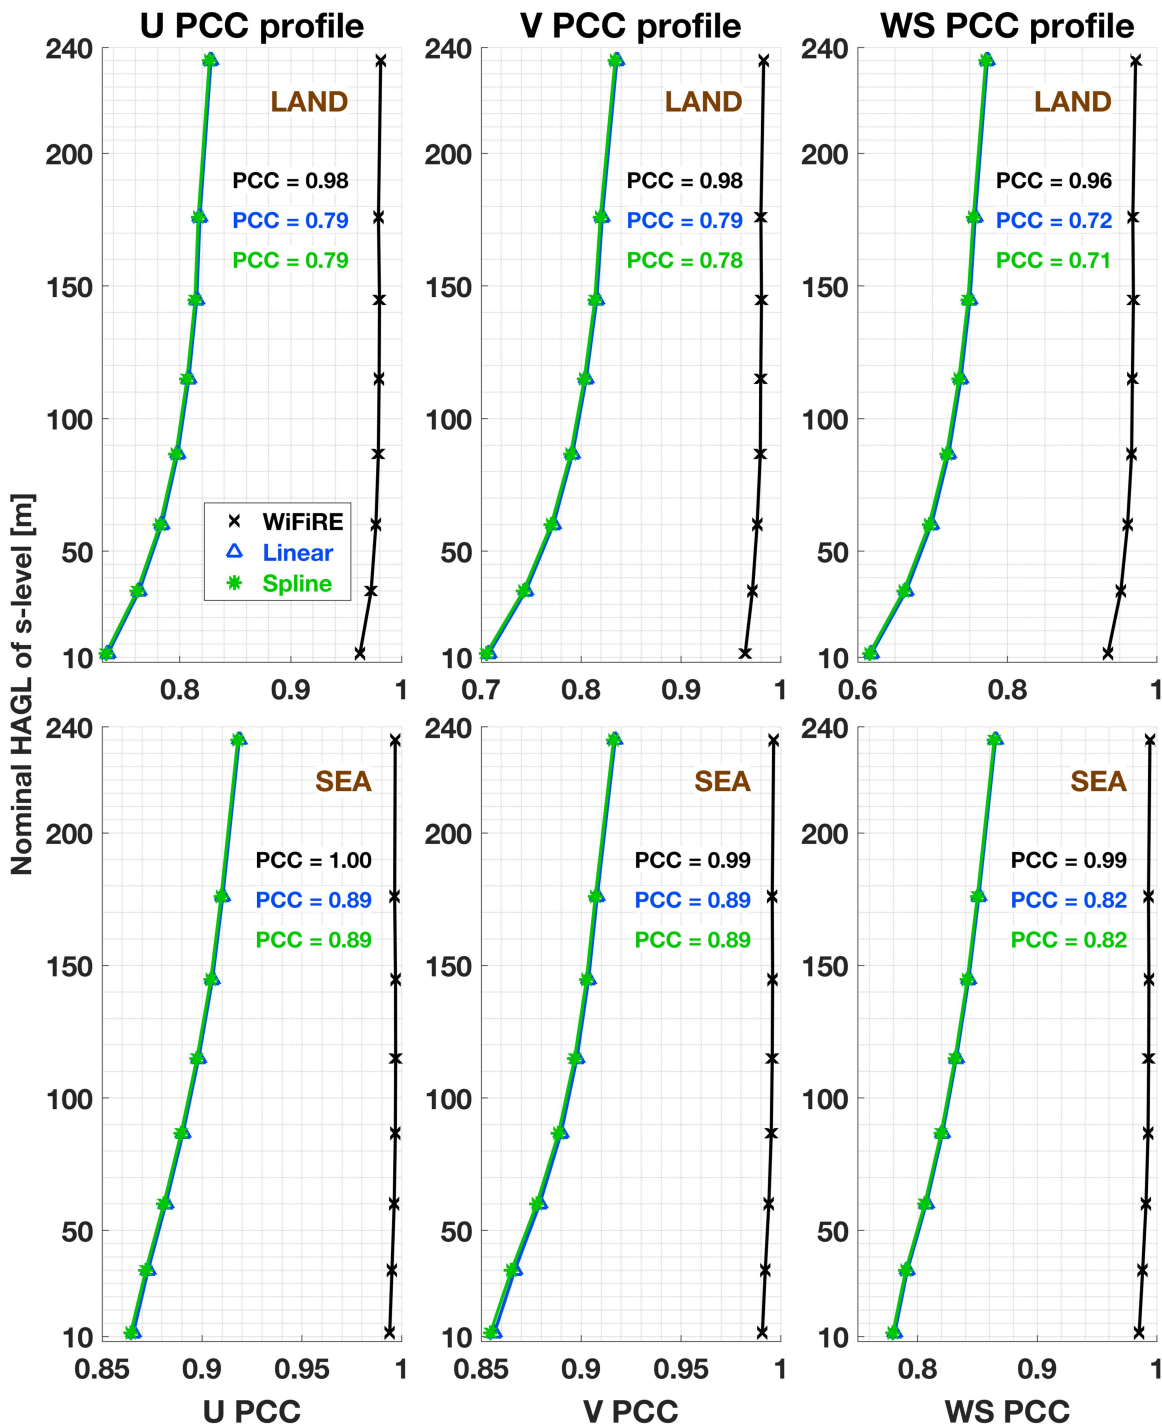 U PCC profile
V PCC profile
WS PCC profile
Nominal HAGL of s-level [m]
240
200
150
100
50
10
LAND
PCC = 0.98
PCC = 0.79
PCC = 0.79
WiFiRE
Linear
Spline
0.8
0.9
1
240
200
150
100
50
10
LAND
PCC = 0.98
PCC = 0.79
PCC = 0.78
0.7
0.8
0.9
1
240
200
150
100
50
10
LAND
PCC = 0.96
PCC = 0.72
PCC = 0.71
0.6
0.8
1
240
200
150
100
50
10
SEA
PCC = 1.00
PCC = 0.89
PCC = 0.89
0.85
0.9
0.95
1
U PCC
240
200
150
100
50
10
SEA
PCC = 0.99
PCC = 0.89
PCC = 0.89
0.85
0.9
0.95
1
V PCC
240
200
150
100
50
10
SEA
PCC = 0.99
PCC = 0.82
PCC = 0.82
0.8
0.9
1
WS PCC